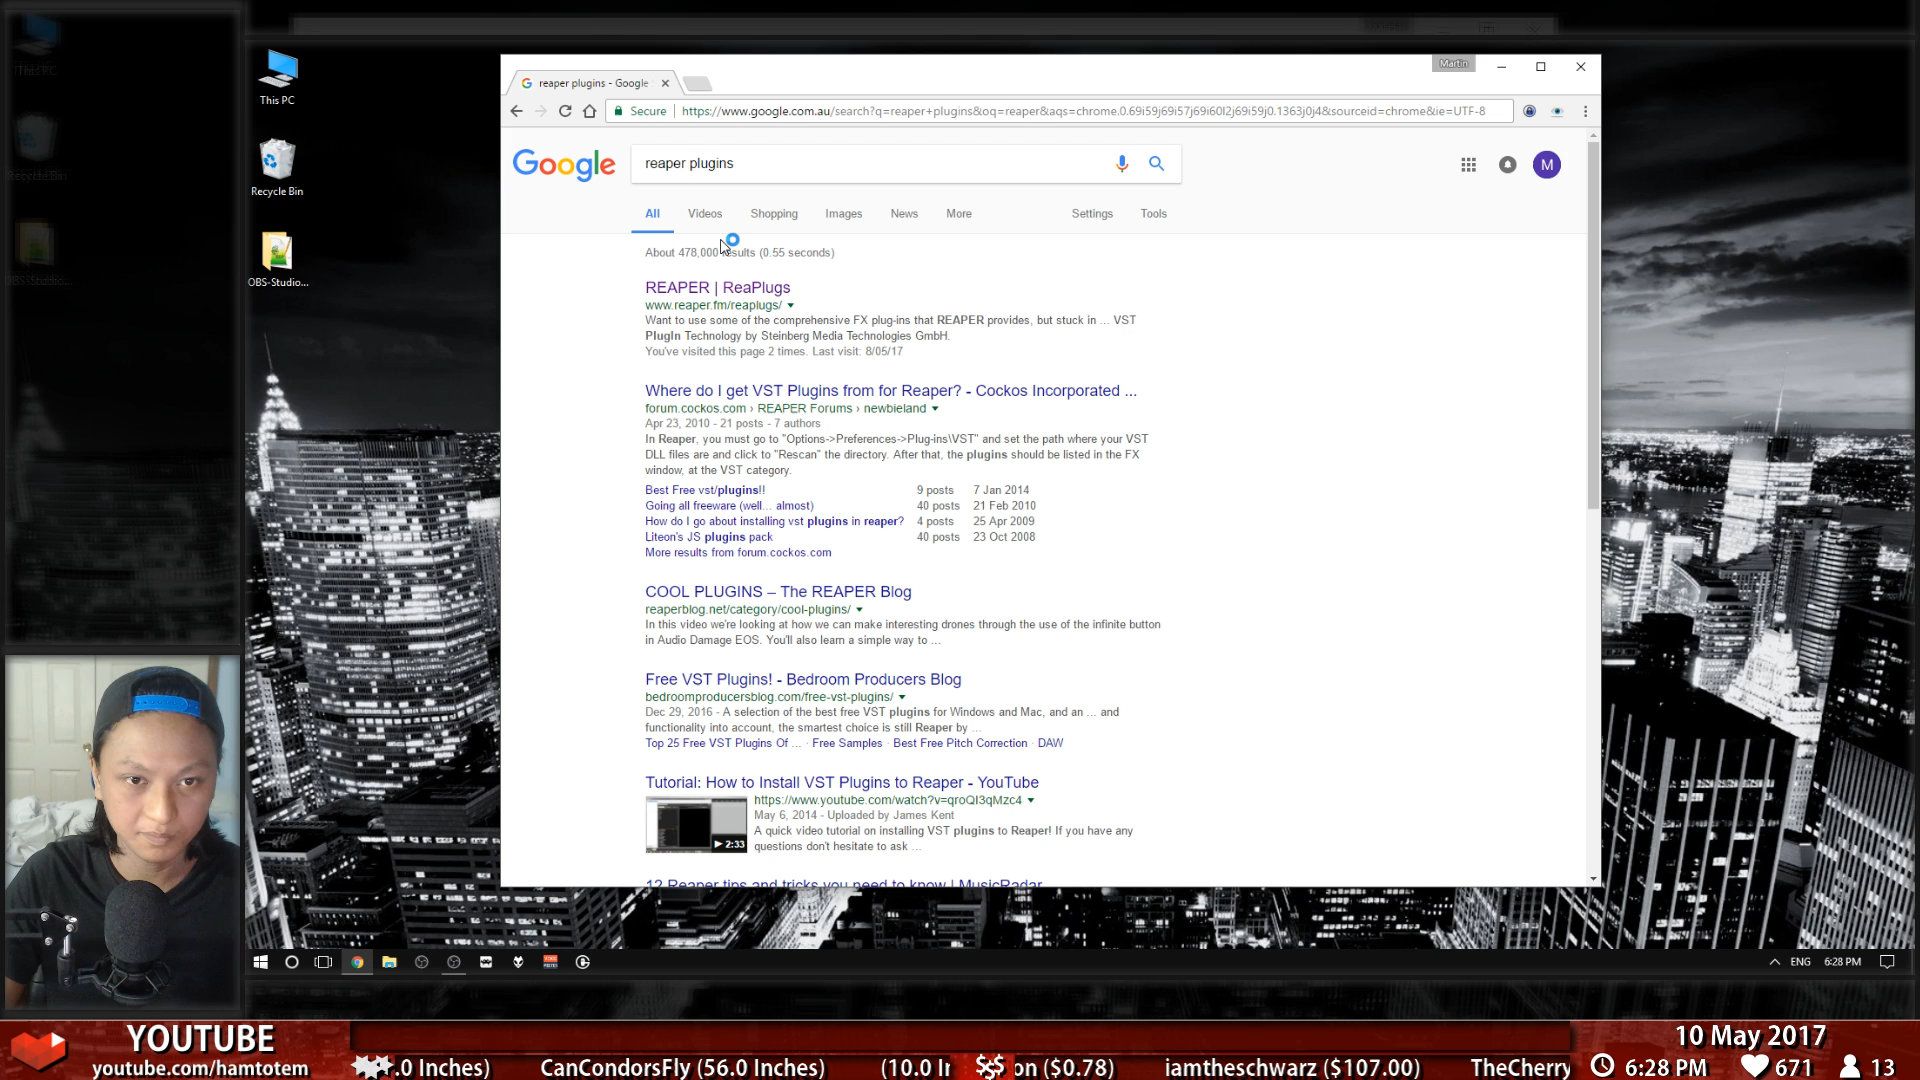 This PC
Recycle Bin
OBS-Studio...
Martin
reaper plugins - Google
Secure
https://www.google.com.au/search?q=reaper+plugins&oq=reaper&aqs=chrome.0.69i59j69i57j69i60l2j69i59j0.1363j0j4&sourceid=chrome&ie=UTF-8
Google
reaper plugins
M
All Videos Shopping Images News More Settings Tools
About 478,000 results (0.55 seconds)
REAPER | ReaPlugs
www.reaper.fm/reaplugs/
Want to use some of the comprehensive FX plug-ins that REAPER provides, but stuck in ... VST
PlugIn Technology by Steinberg Media Technologies GmbH.
You've visited this page 2 times. Last visit: 8/05/17
Where do I get VST Plugins from for Reaper? - Cockos Incorporated ...
forum.cockos.com › REAPER Forums › newbieland
Apr 23, 2010 - 21 posts - 7 authors
In Reaper, you must go to "Options->Preferences->Plug-ins\VST" and set the path where your VST
DLL files are and click to "Rescan" the directory. After that, the plugins should be listed in the FX
window, at the VST category.
Best Free vst/plugins!! 9 posts 7 Jan 2014
Going all freeware (well... almost) 40 posts 21 Feb 2010
How do I go about installing vst plugins in reaper? 4 posts 25 Apr 2009
Liteon's JS plugins pack 40 posts 23 Oct 2008
More results from forum.cockos.com
COOL PLUGINS – The REAPER Blog
reaperblog.net/category/cool-plugins/
In this video we're looking at how we can make interesting drones through the use of the infinite button
in Audio Damage EOS. You'll also learn a simple way to ...
Free VST Plugins! - Bedroom Producers Blog
bedroomproducersblog.com/free-vst-plugins/
Dec 29, 2016 - A selection of the best free VST plugins for Windows and Mac, and an ... and
functionality into account, the smartest choice is still Reaper by ...
Top 25 Free VST Plugins Of ... · Free Samples · Best Free Pitch Correction · DAW
Tutorial: How to Install VST Plugins to Reaper - YouTube
https://www.youtube.com/watch?v=qroQI3qMzc4
May 6, 2014 - Uploaded by James Kent
A quick video tutorial on installing VST plugins to Reaper! If you have any
questions don't hesitate to ask ...
2:33
12 Reaper tips and tricks you need to know | MusicRadar
ENG 6:28 PM
YOUTUBE
youtube.com/hamtotem
.0 Inches) CanCondorsFly (56.0 Inches) (10.0 In $$$ on ($0.78) iamtheschwarz ($107.00) TheCherry
10 May 2017
6:28 PM 671 13